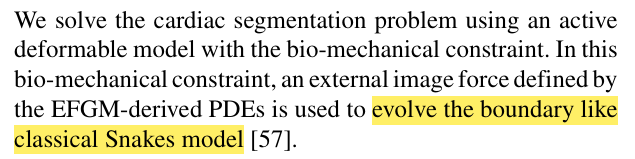 We solve the cardiac segmentation problem using an active
deformable model with the bio-mechanical constraint. In this
bio-mechanical constraint, an external image force defined by
the EFGM-derived PDEs is used to evolve the boundary like
classical Snakes model [57].